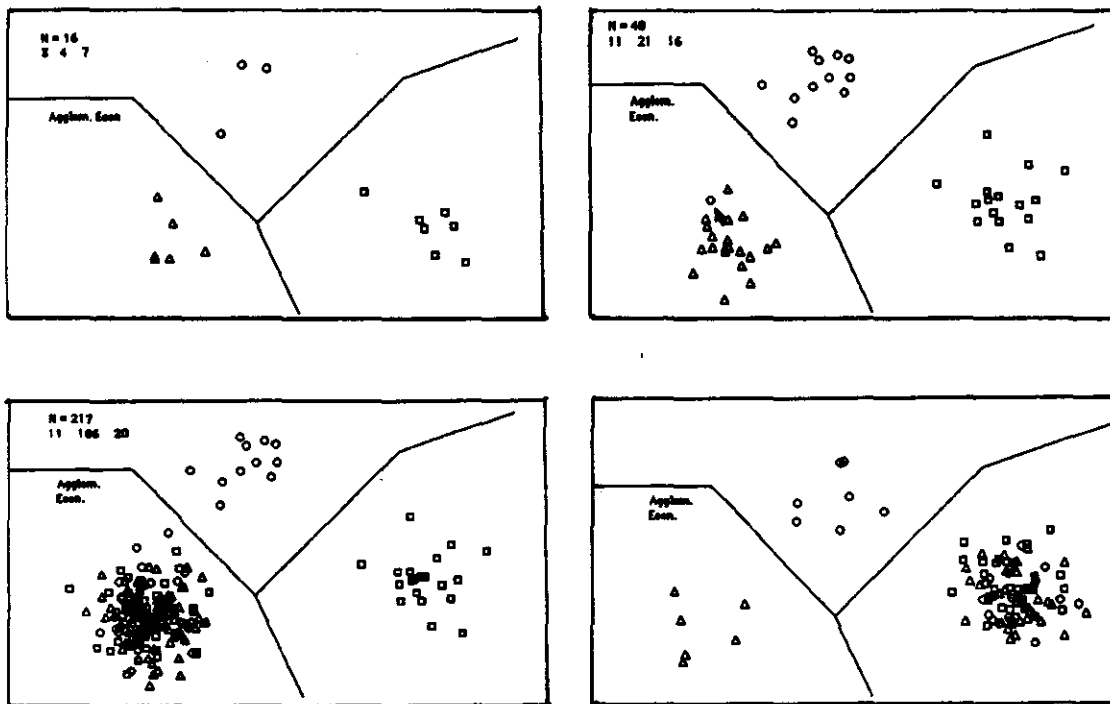 N = 16
3 4 7
Agglom. Econ
N = 48
11 21 16
Agglom.
Econ.
N = 217
11 186 20
Agglom.
Econ.
Agglom.
Econ.